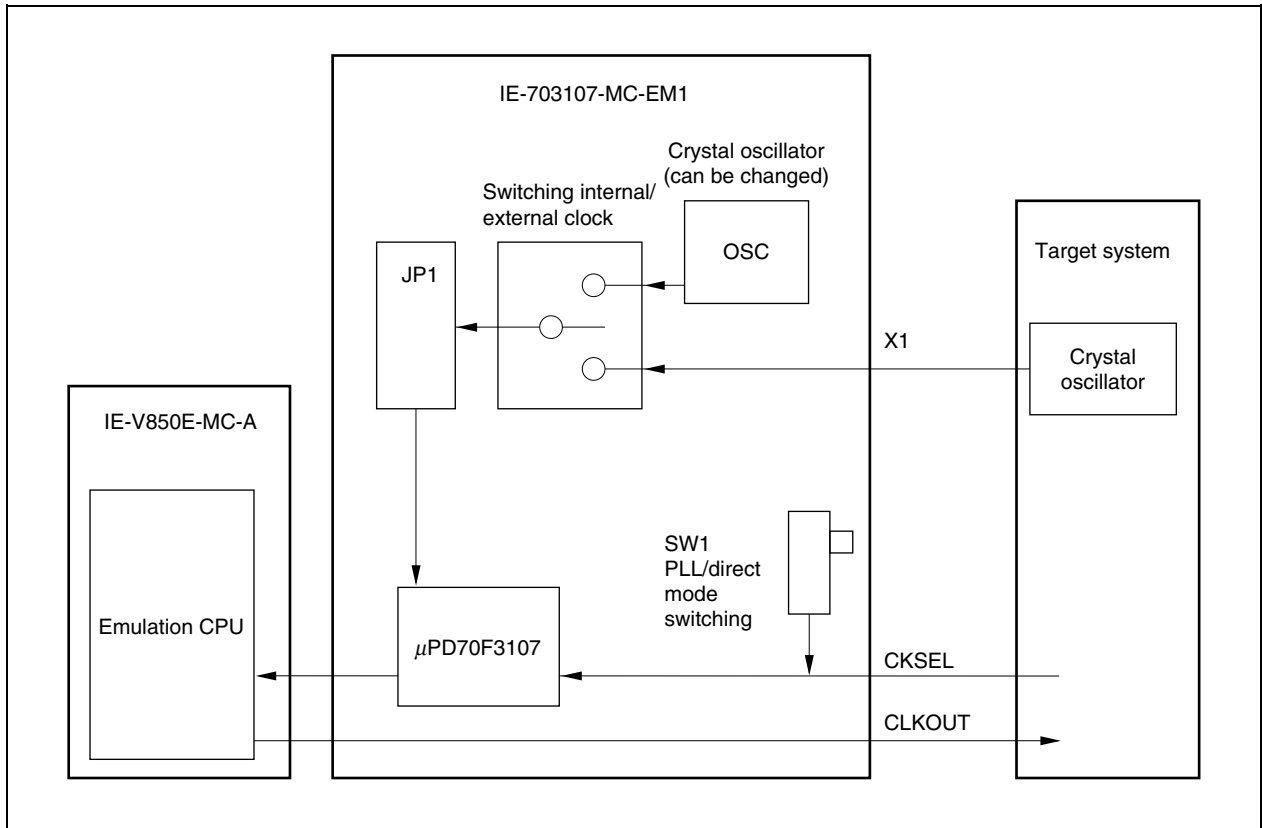 IE-703107-MC-EM1
Crystal oscillator
(can be changed)
Switching internal/
external clock
OSC
JP1
Target system
X1
Crystal
oscillator
IE-V850E-MC-A
SW1
PLL/direct
mode
switching
Emulation CPU
μPD70F3107
CKSEL
CLKOUT